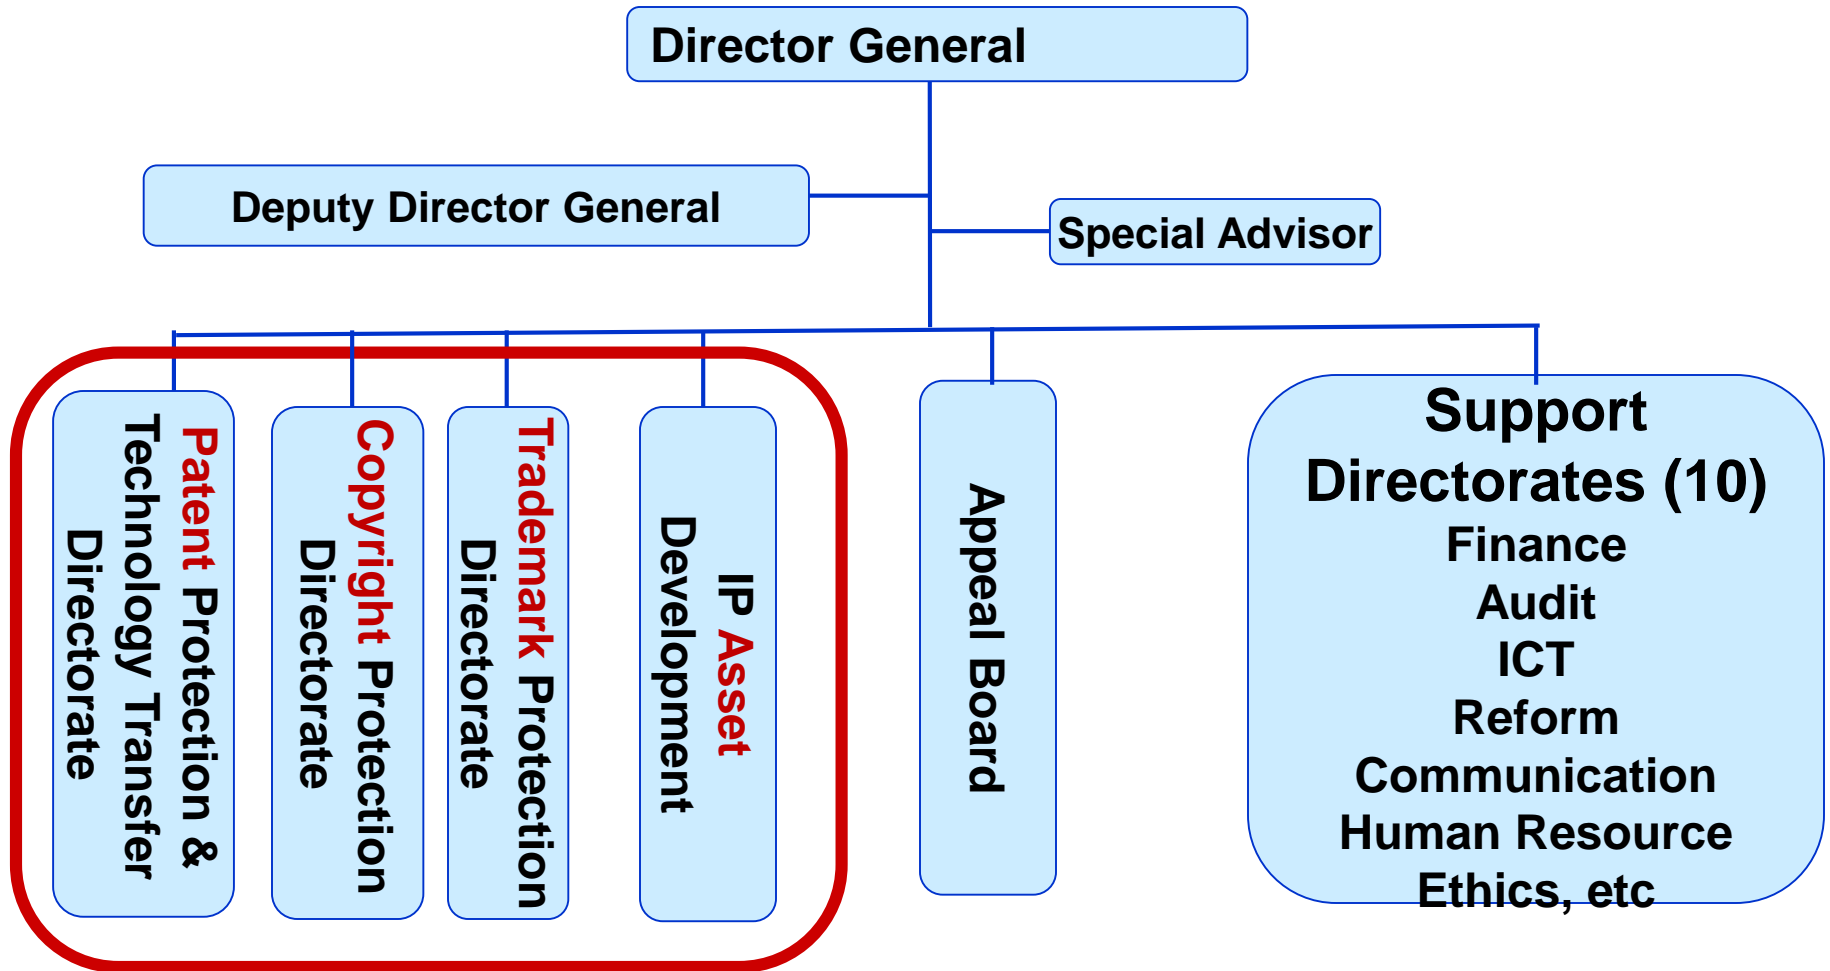 Director General
Deputy Director General
Special Advisor
Patent Protection &
Technology Transfer
Directorate
Copyright Protection
Directorate
Trademark Protection
Directorate
IP Asset
Development
Appeal Board
Support
Directorates (10)
Finance
Audit
ICT
Reform
Communication
Human Resource
Ethics, etc